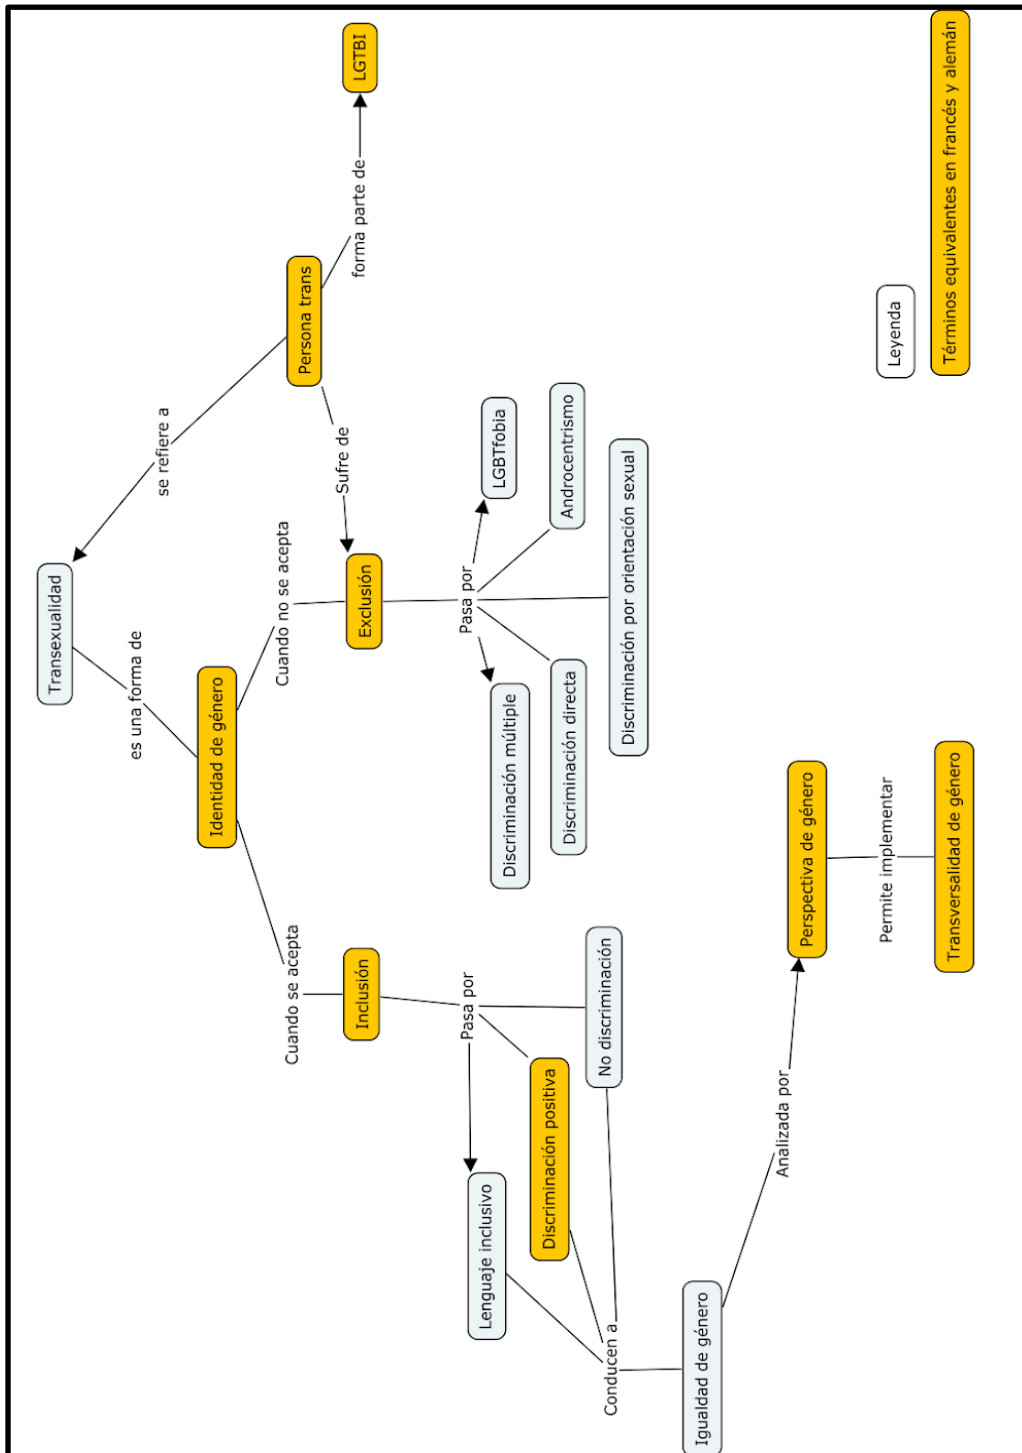 Transexualidad
es una forma de
se refiere a
Identidad de género
Persona trans
LGTBI
forma parte de
Cuando se acepta
Cuando no se acepta
Sufre de
Inclusión
Exclusión
Pasa por
Pasa por
Lenguaje inclusivo
Discriminación múltiple
LGBTfobia
Discriminación positiva
Discriminación directa
Androcentrismo
No discriminación
Discriminación por orientación sexual
Conducen a
Igualdad de género
Analizada por
Perspectiva de género
Permite implementar
Transversalidad de género
Leyenda
Términos equivalentes en francés y alemán